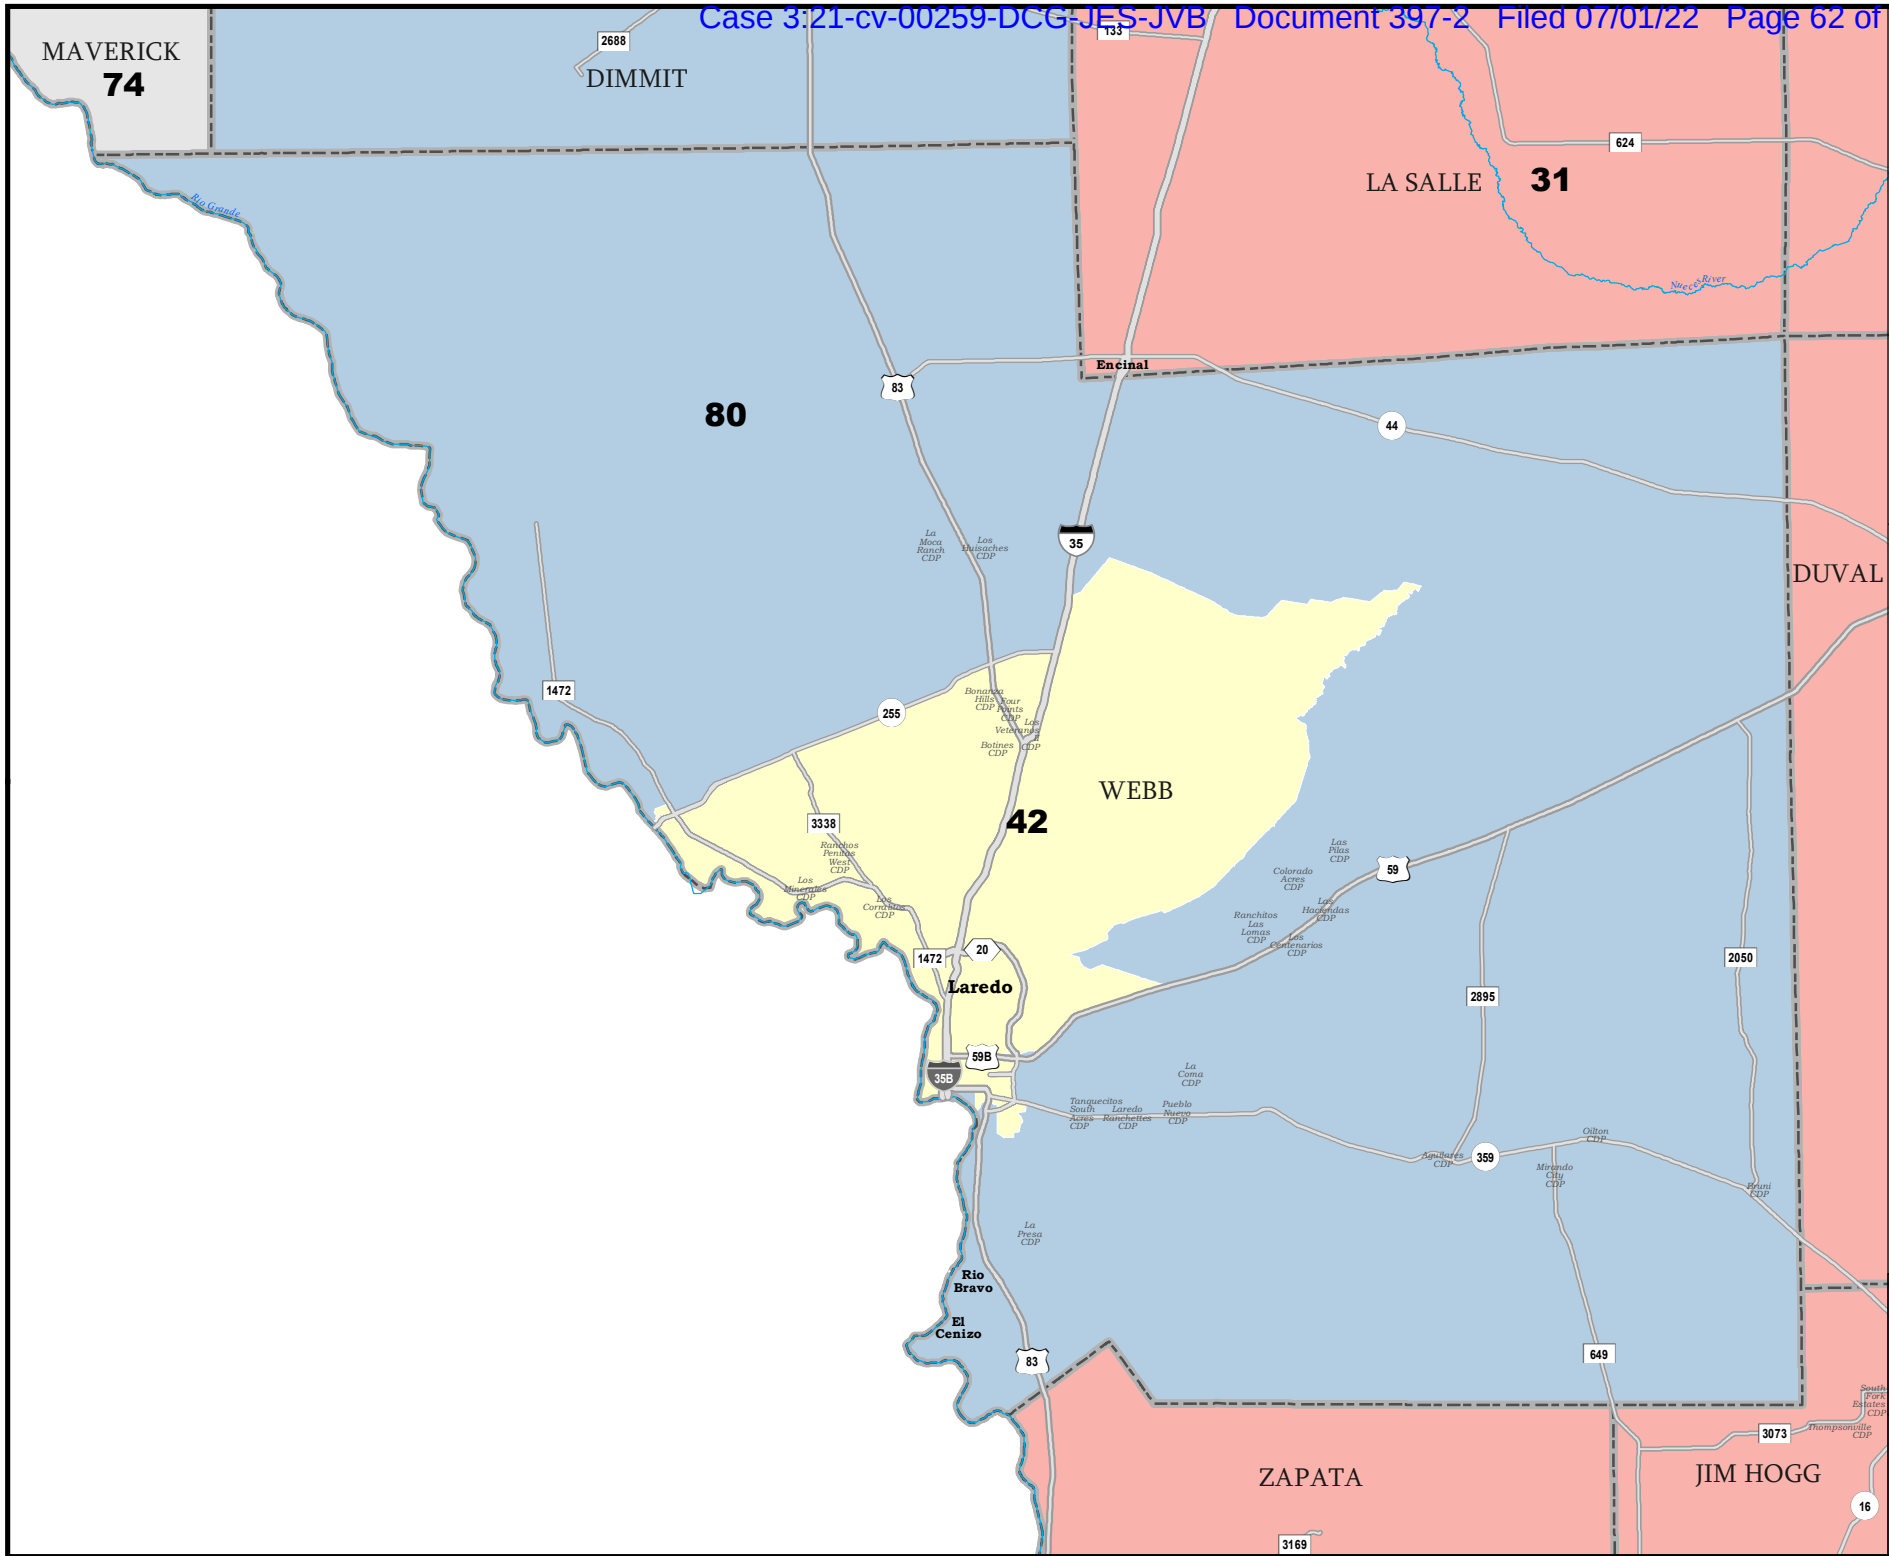 Case 3:21-cv-00259-DCG-JES-JVB Document 397-2 Filed 07/01/22 Page 62 of
133
MAVERICK
74
2688
DIMMIT
624
LA SALLE
31
Rio Grande
Nueces River
Encinal
83
80
44
La
Moca
Ranch
CDP
Los
Huisaches
CDP
35
DUVAL
1472
255
Bonanza
Hills
CDP
Four
Points
CDP
Los
Veteranos
II
CDP
Botines
CDP
WEBB
42
3338
Ranchos
Penitas
West
CDP
Los
Minerales
CDP
Los
Corralitos
CDP
Las
Pilas
CDP
59
Colorado
Acres
CDP
Las
Haciendas
CDP
Ranchitos
Las
Lomas
CDP
Los
Centenarios
CDP
1472
20
2050
Laredo
2895
59B
35B
La
Coma
CDP
Tanquecitos
South
Acres
CDP
Laredo
Ranchettes
CDP
Pueblo
Nuevo
CDP
Oilton
CDP
Aguilares
CDP
359
Mirando
City
CDP
Bruni
CDP
La
Presa
CDP
Rio
Bravo
El
Cenizo
83
649
South
Fork
Estates
CDP
3073
Thompsonville
CDP
ZAPATA
JIM HOGG
16
3169